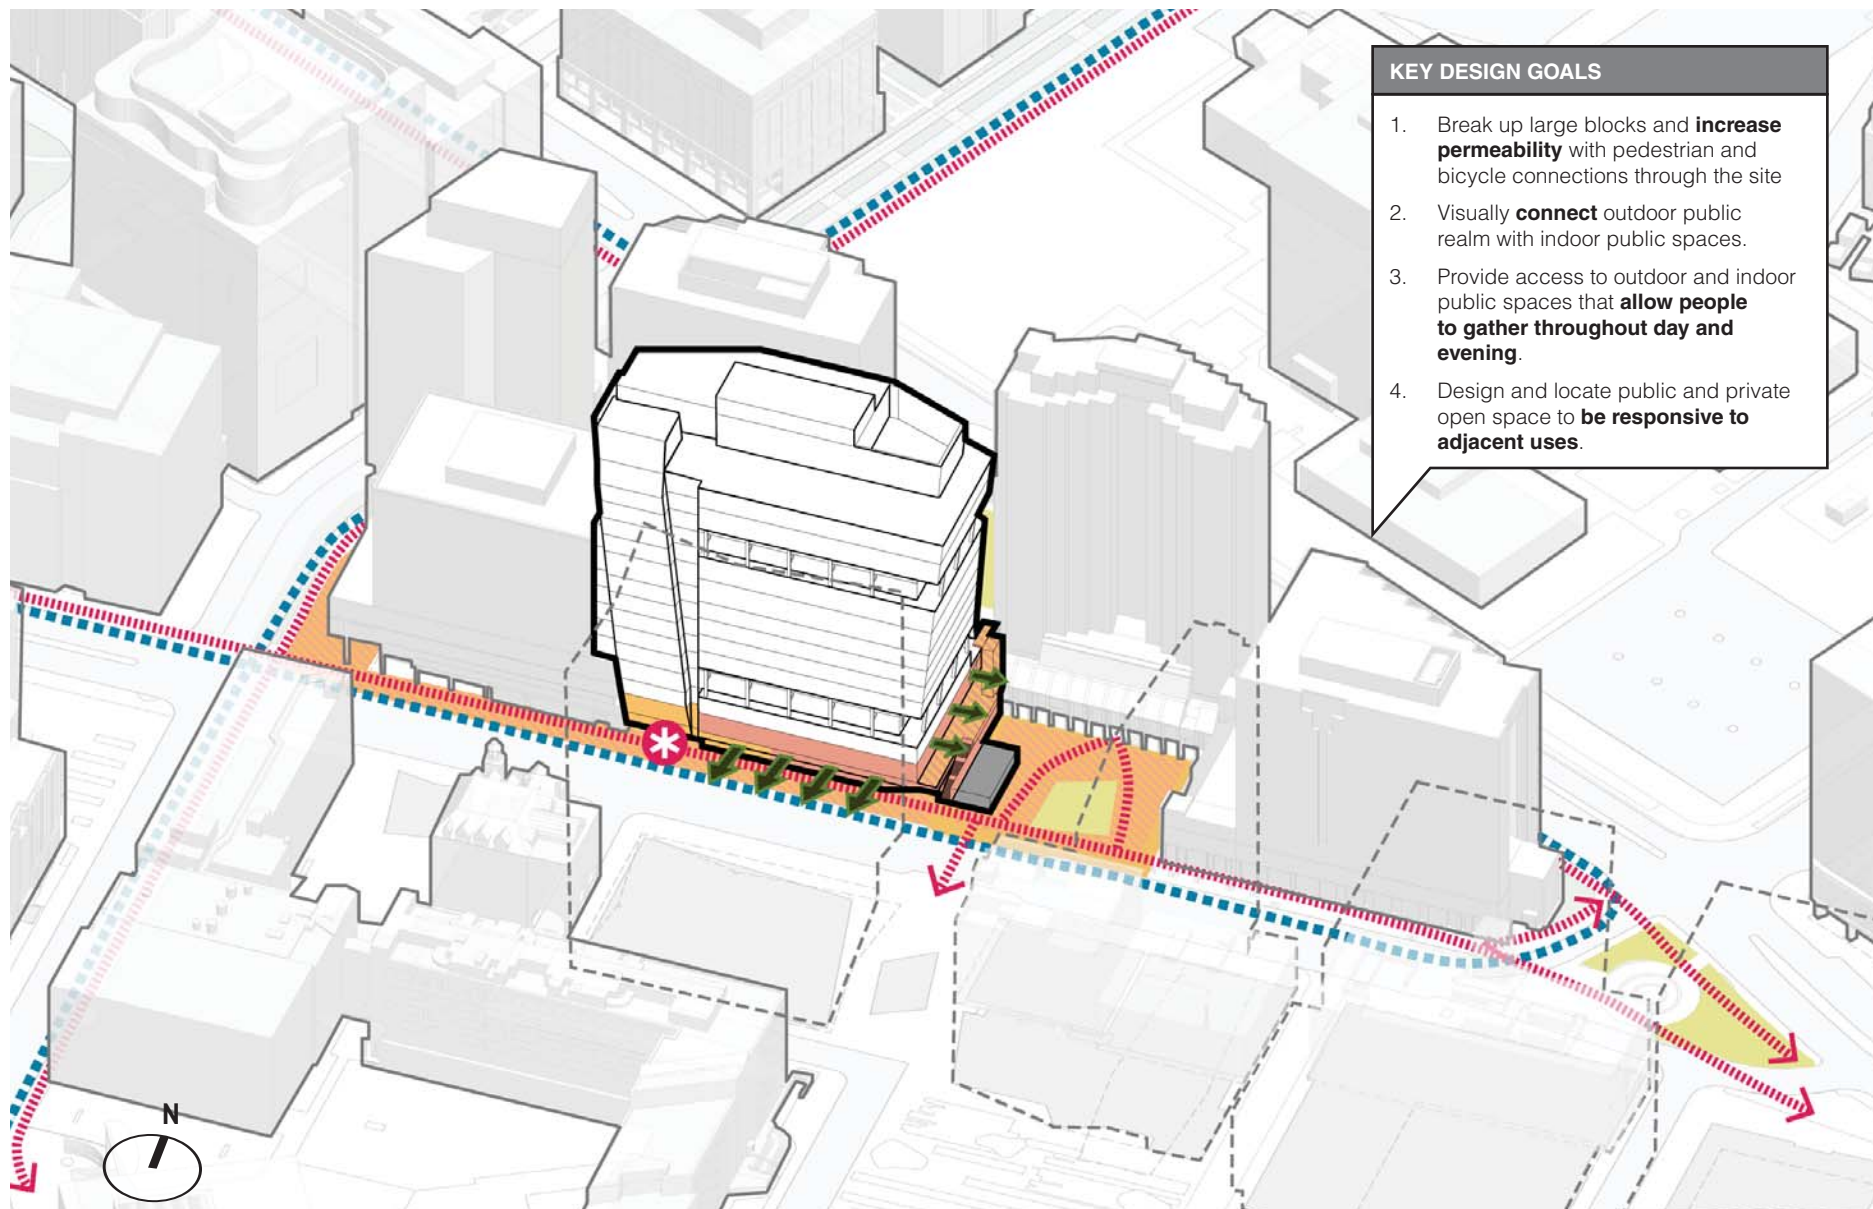 KEY DESIGN GOALS
1. Break up large blocks and increase
permeability with pedestrian and
bicycle connections through the site
2. Visually connect outdoor public
realm with indoor public spaces.
3. Provide access to outdoor and indoor
public spaces that allow people
to gather throughout day and
evening.
4. Design and locate public and private
open space to be responsive to
adjacent uses.
N